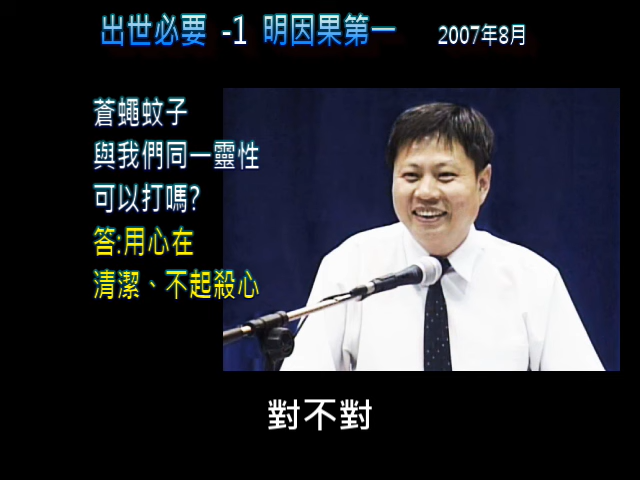 出世必要 -1 明因果第一 2007年8月
蒼蠅蚊子
與我們同一靈性
可以打嗎?
答:用心在
清潔、不起殺心
對不對